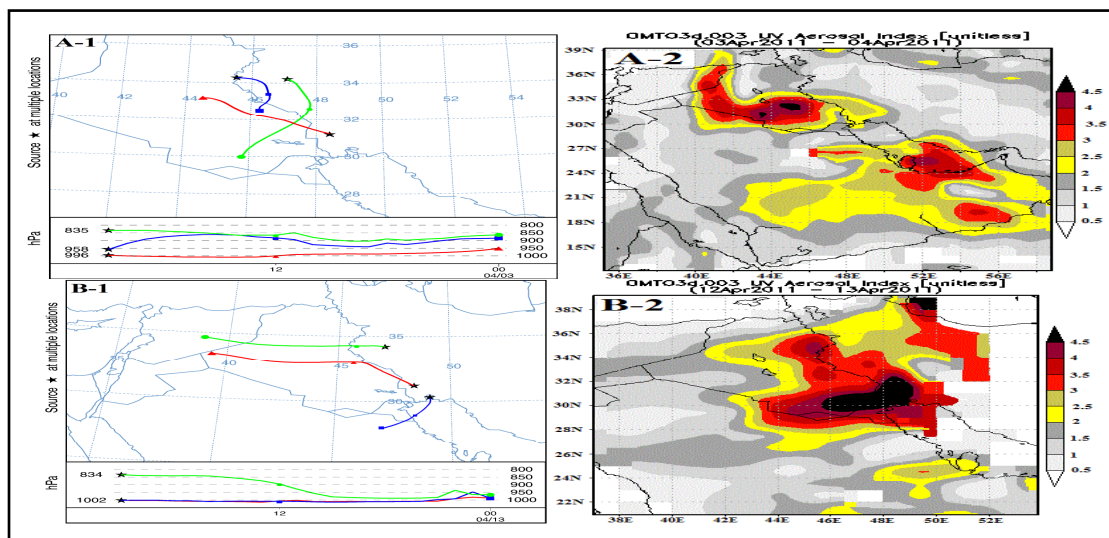 A-1
36
34
40 42 44 46 48 50 52
32
30
28
Source ★ at multiple locations
hPa
835
958
996
800
850
900
950
1000
12 00
04/03
OMTO3d.003 UV Aerosol Index [unitless]
(03Apr2011 - 04Apr2011)
A-2
39N
36N
33N
30N
27N
24N
21N
18N
15N
36E 40E 44E 48E 52E 56E
4.5
4
3.5
3
2.5
2
1.5
1
0.5
B-1
35
35
40 45 50
30
Source ★ at multiple locations
hPa
834
1002
800
850
900
950
1000
12 00
04/13
OMTO3d.003 UV Aerosol Index [unitless]
(12Apr2011 - 13Apr2011)
B-2
38N
36N
34N
32N
30N
28N
26N
24N
22N
38E 40E 42E 44E 46E 48E 50E 52E
4.5
4
3.5
3
2.5
2
1.5
1
0.5